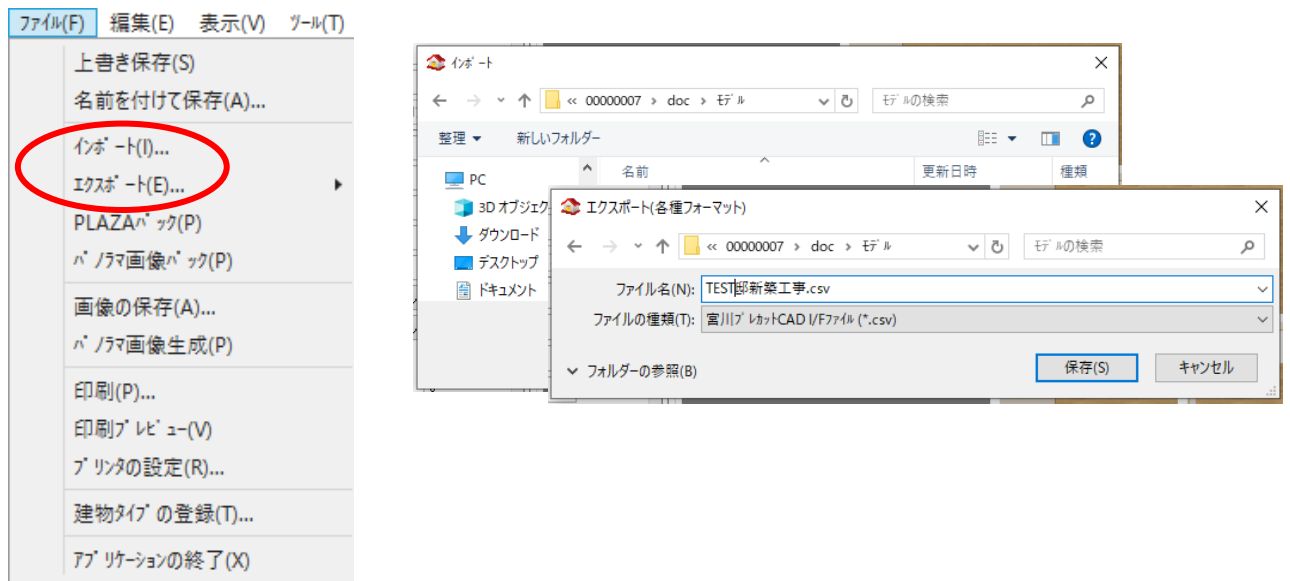 ファイル(F) 編集(E) 表示(V) ツール(T)
上書き保存(S)
名前を付けて保存(A)...
インポート(I)...
エクスポート(E)...
PLAZAパック(P)
パノラマ画像パック(P)
画像の保存(A)...
パノラマ画像生成(P)
印刷(P)...
印刷プレビュー(V)
プリンタの設定(R)...
建物タイプの登録(T)...
アプリケーションの終了(X)
インポート
« 00000007 › doc › モデル
モデルの検索
整理 新しいフォルダー
名前 更新日時 種類
PC
3D オブジェク
ダウンロード
デスクトップ
ドキュメント
エクスポート(各種フォーマット)
« 00000007 › doc › モデル
モデルの検索
ファイル名(N): TEST邸新築工事.csv
ファイルの種類(T): 宮川プレカットCAD I/Fファイル (*.csv)
フォルダーの参照(B)
保存(S) キャンセル